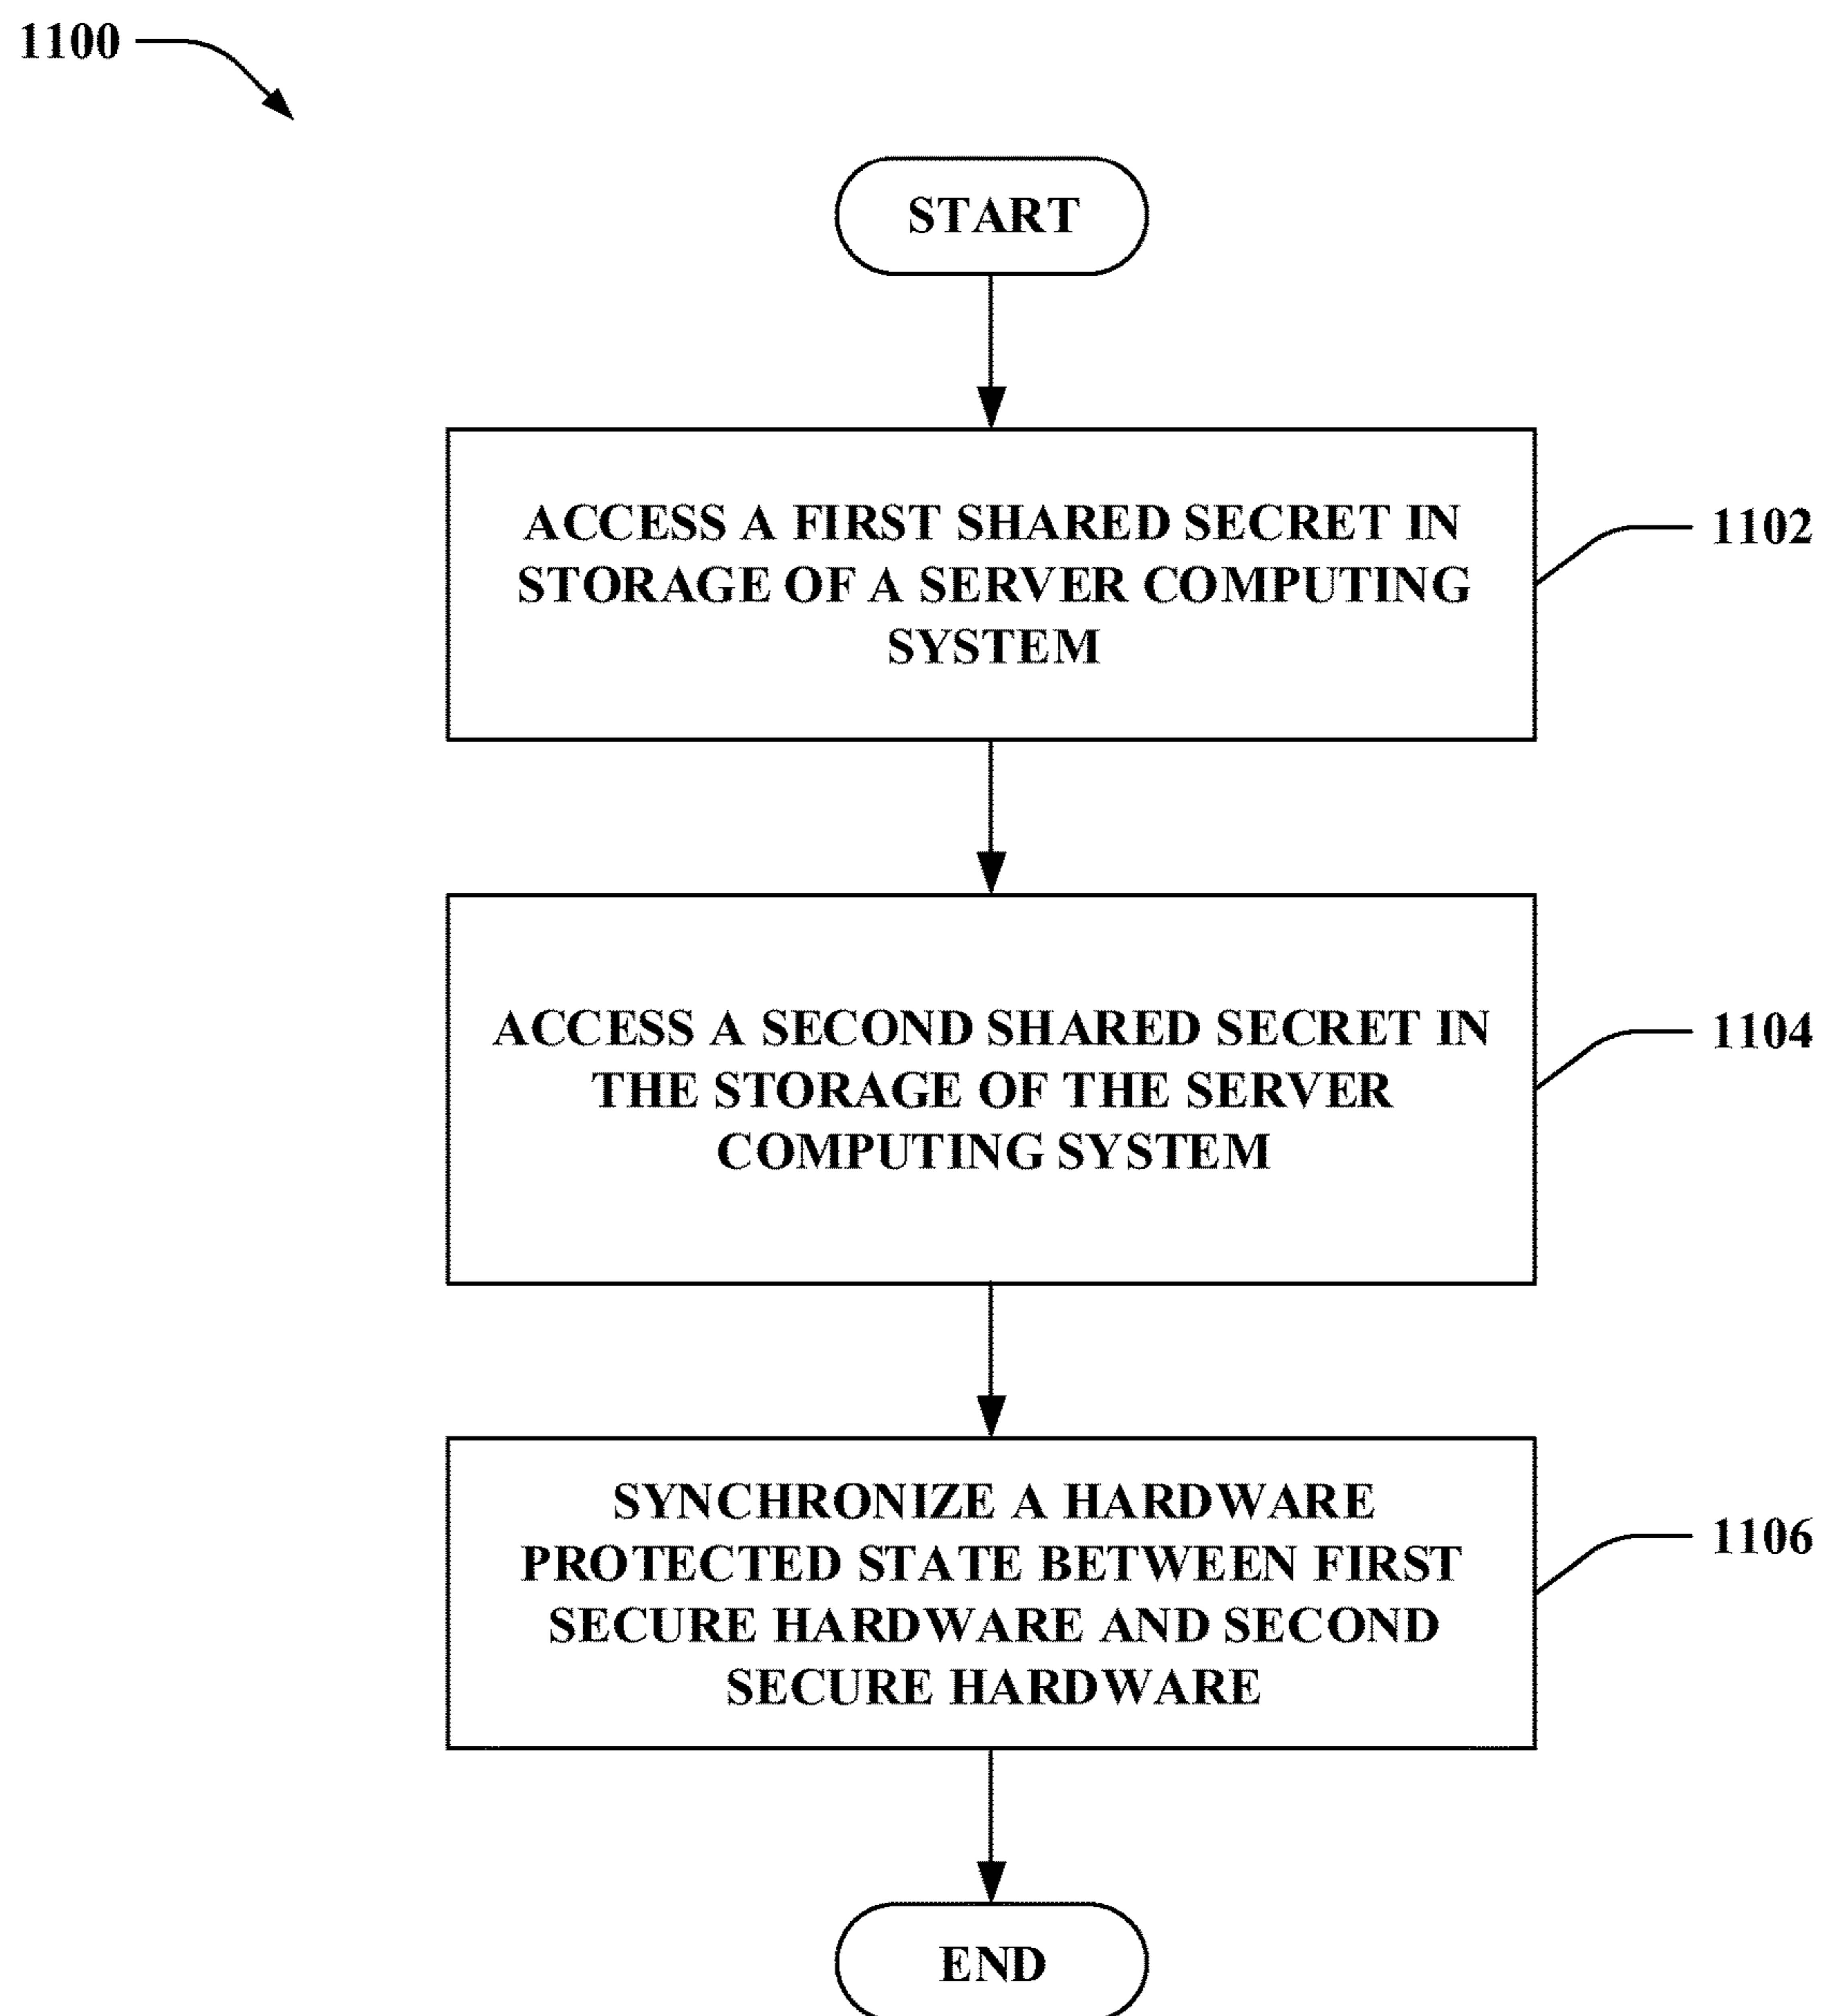 1100
START
ACCESS A FIRST SHARED SECRET IN
STORAGE OF A SERVER COMPUTING
SYSTEM
1102
ACCESS A SECOND SHARED SECRET IN
THE STORAGE OF THE SERVER
COMPUTING SYSTEM
1104
SYNCHRONIZE A HARDWARE
PROTECTED STATE BETWEEN FIRST
SECURE HARDWARE AND SECOND
SECURE HARDWARE
1106
END